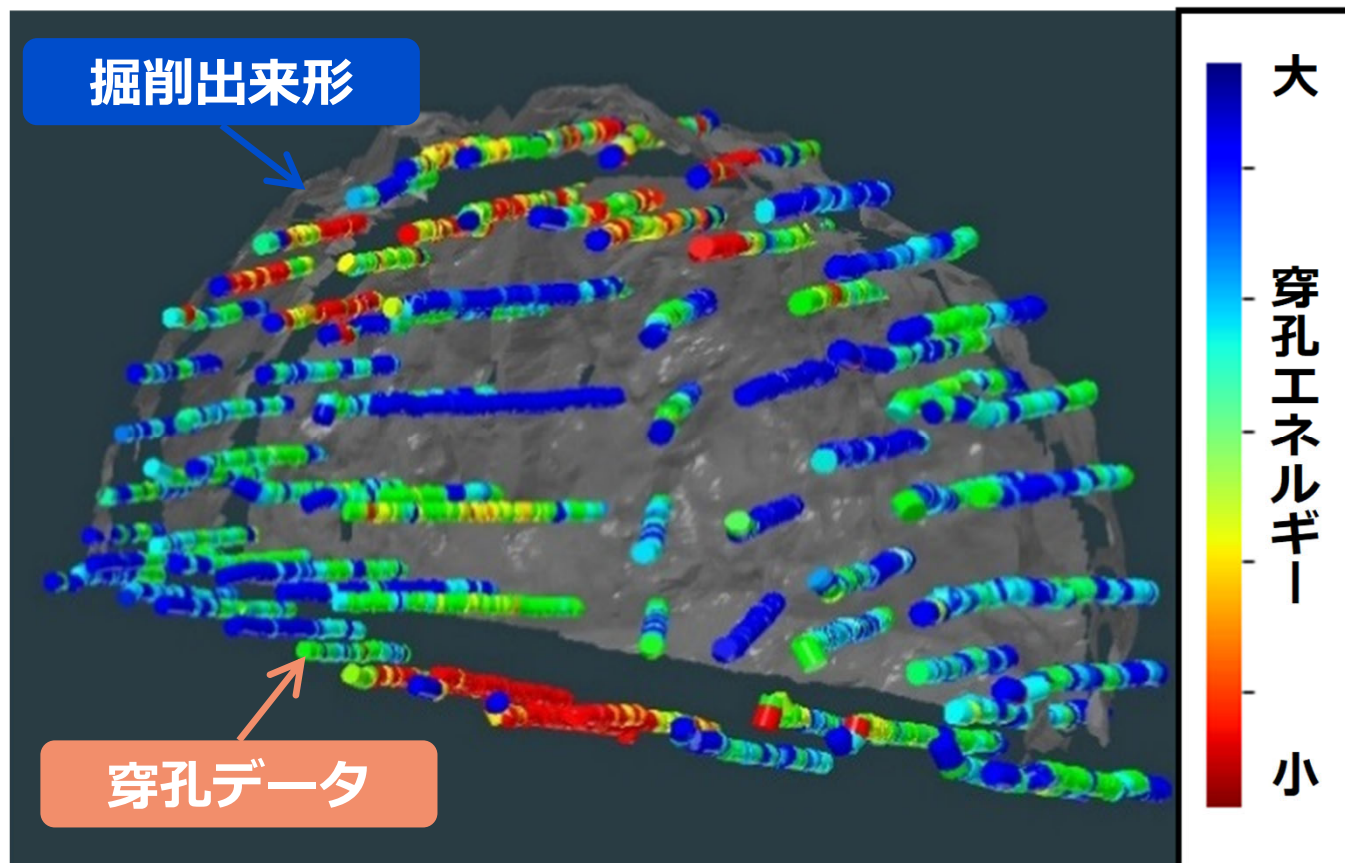 掘削出来形
大
穿孔エネルギー
小
穿孔データ